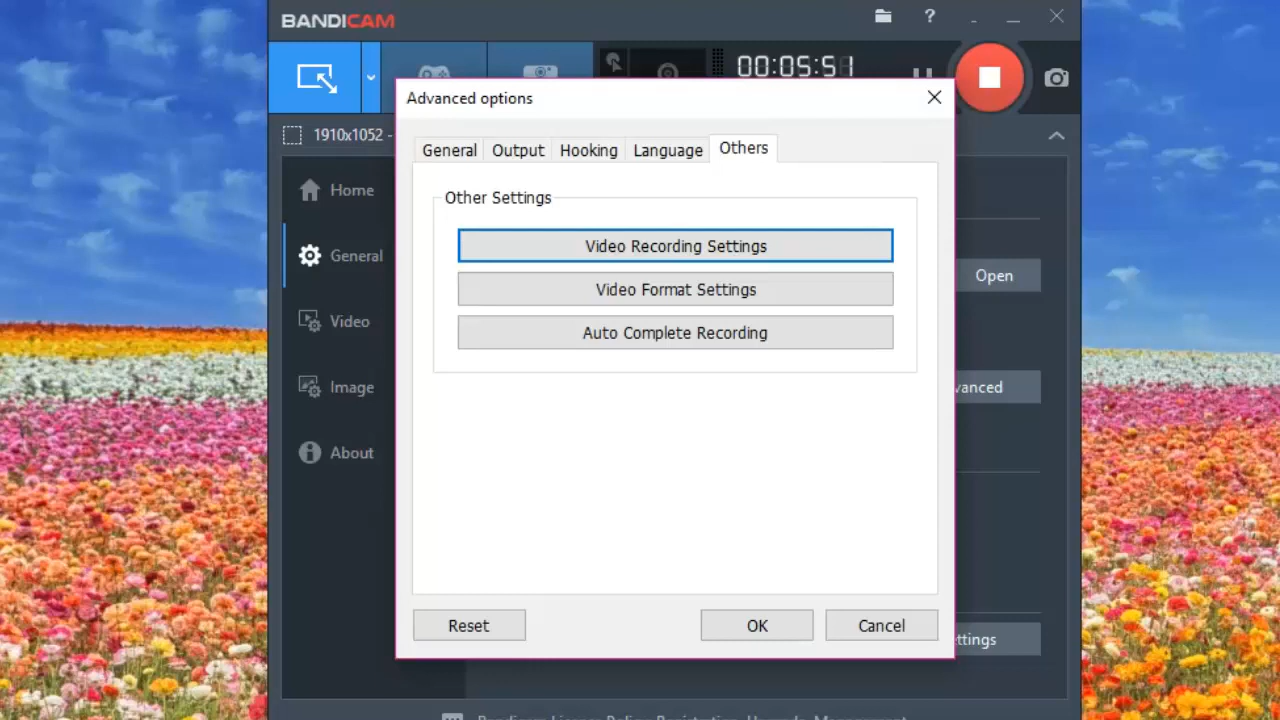 BANDICAM
?
00:05:51
Advanced options
1910x1052 -
General
Output
Hooking
Language
Others
Home
General
Video
Image
About
Other Settings
Video Recording Settings
Video Format Settings
Auto Complete Recording
Open
vanced
Reset
OK
Cancel
ttings